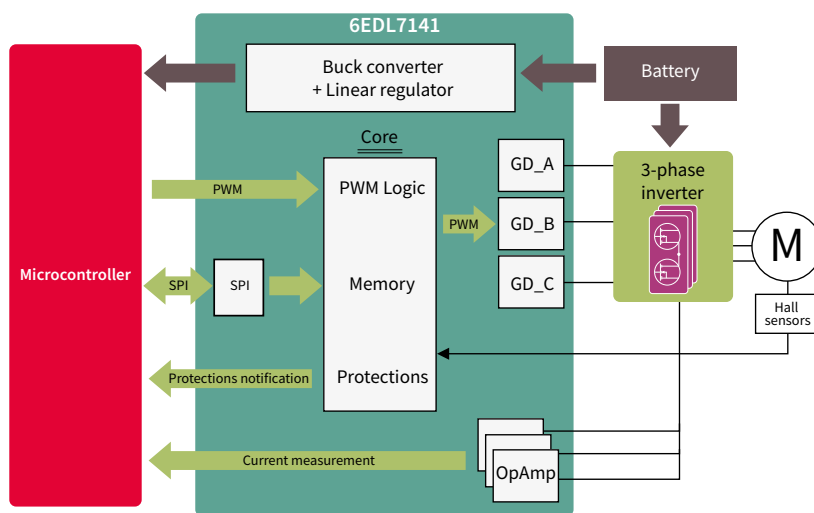 6EDL7141
Buck converter
+ Linear regulator
Battery
Core
GD_A
3-phase
inverter
PWM
PWM Logic
PWM
GD_B
M
Microcontroller
SPI
SPI
Memory
GD_C
Hall
sensors
Protections notification
Protections
Current measurement
OpAmp